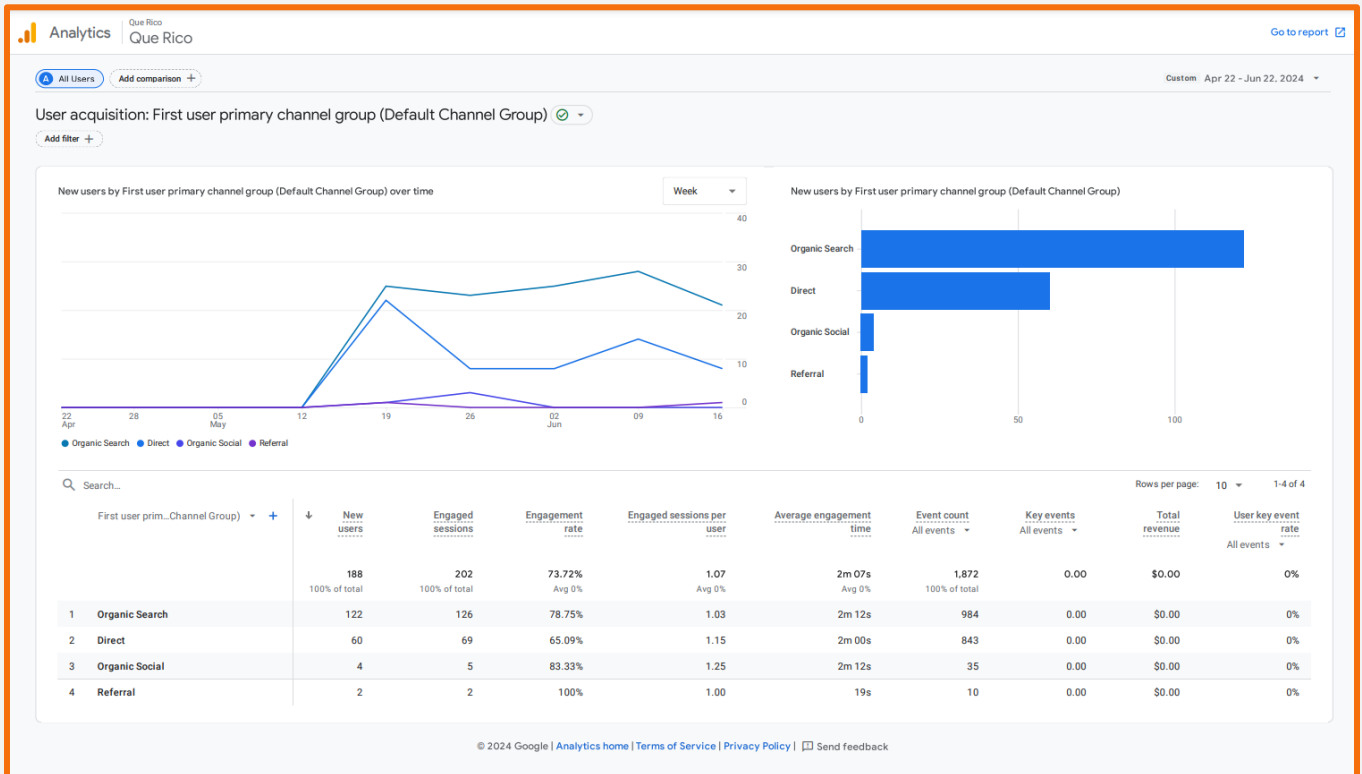 Analytics
Que Rico
Que Rico
Go to report
A All Users
Add comparison +
Custom Apr 22 - Jun 22, 2024
User acquisition: First user primary channel group (Default Channel Group)
Add filter +
New users by First user primary channel group (Default Channel Group) over time
Week
40
30
20
10
0
22 Apr
28
05 May
12
19
26
02 Jun
09
16
Organic Search Direct Organic Social Referral
New users by First user primary channel group (Default Channel Group)
Organic Search
Direct
Organic Social
Referral
0 50 100
Search...
Rows per page: 10 1-4 of 4
First user prim...Channel Group) +
New users
Engaged sessions
Engagement rate
Engaged sessions per user
Average engagement time
Event count
All events
Key events
All events
Total revenue
User key event rate
All events
188 202 73.72% 1.07 2m 07s 1,872 0.00 $0.00 0%
100% of total 100% of total Avg 0% Avg 0% Avg 0% 100% of total
1 Organic Search 122 126 78.75% 1.03 2m 12s 984 0.00 $0.00 0%
2 Direct 60 69 65.09% 1.15 2m 00s 843 0.00 $0.00 0%
3 Organic Social 4 5 83.33% 1.25 2m 12s 35 0.00 $0.00 0%
4 Referral 2 2 100% 1.00 19s 10 0.00 $0.00 0%
© 2024 Google | Analytics home | Terms of Service | Privacy Policy | Send feedback